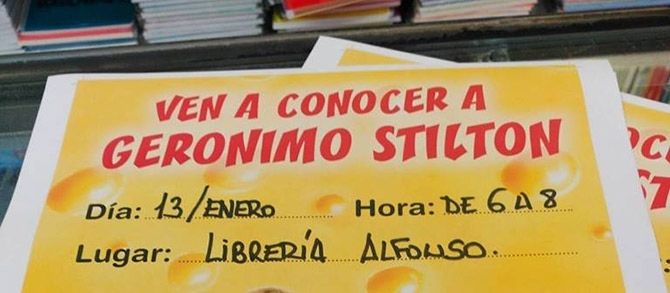 VEN A CONOCER A
GERONIMO STILTON
Día: 13/ENERO Hora: DE 6 A 8
Lugar: LIBRERÍA ALFONSO.